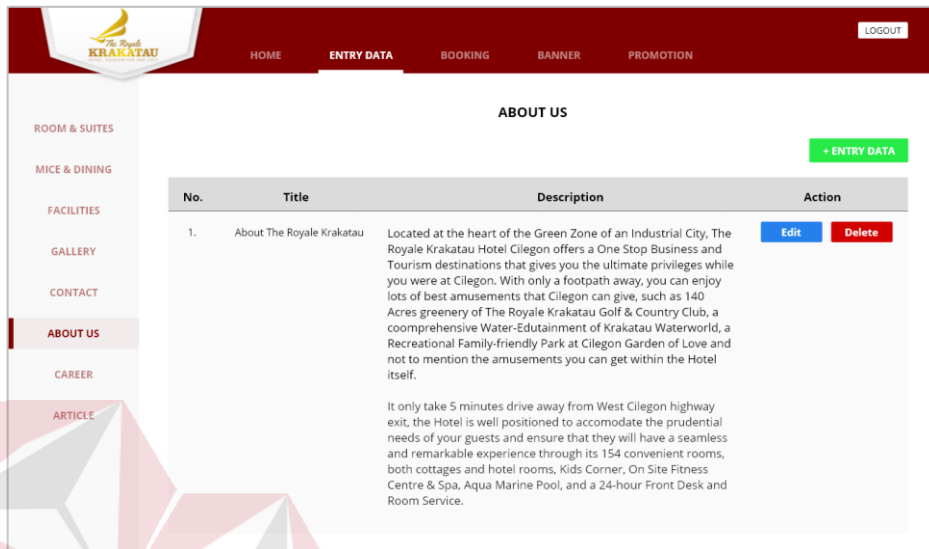 The Royale
KRAKATAU
LOGOUT
HOME ENTRY DATA BOOKING BANNER PROMOTION
ABOUT US
+ ENTRY DATA
ROOM & SUITES
MICE & DINING
FACILITIES
GALLERY
CONTACT
ABOUT US
CAREER
ARTICLE
No. Title Description Action
1. About The Royale Krakatau
Located at the heart of the Green Zone of an Industrial City, The
Royale Krakatau Hotel Cilegon offers a One Stop Business and
Tourism destinations that gives you the ultimate privileges while
you were at Cilegon. With only a footpath away, you can enjoy
lots of best amusements that Cilegon can give, such as 140
Acres greenery of The Royale Krakatau Golf & Country Club, a
coomprehensive Water-Edutainment of Krakatau Waterworld, a
Recreational Family-friendly Park at Cilegon Garden of Love and
not to mention the amusements you can get within the Hotel
itself.
It only take 5 minutes drive away from West Cilegon highway
exit, the Hotel is well positioned to accomodate the prudential
needs of your guests and ensure that they will have a seamless
and remarkable experience through its 154 convenient rooms,
both cottages and hotel rooms, Kids Corner, On Site Fitness
Centre & Spa, Aqua Marine Pool, and a 24-hour Front Desk and
Room Service.
Edit Delete